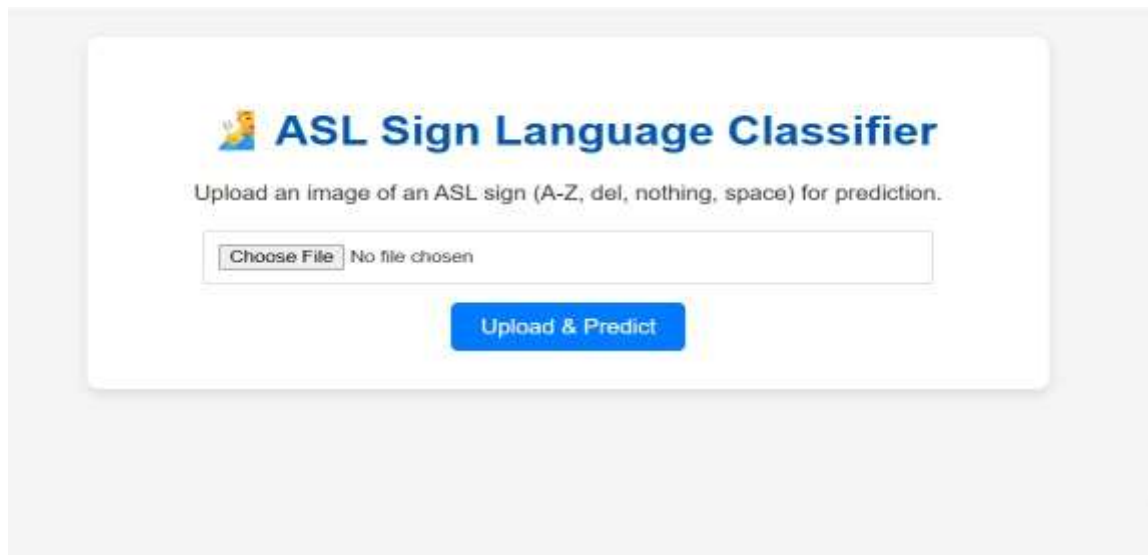 ASL Sign Language Classifier
Upload an image of an ASL sign (A-Z, del, nothing, space) for prediction.
Choose File No file chosen
Upload & Predict